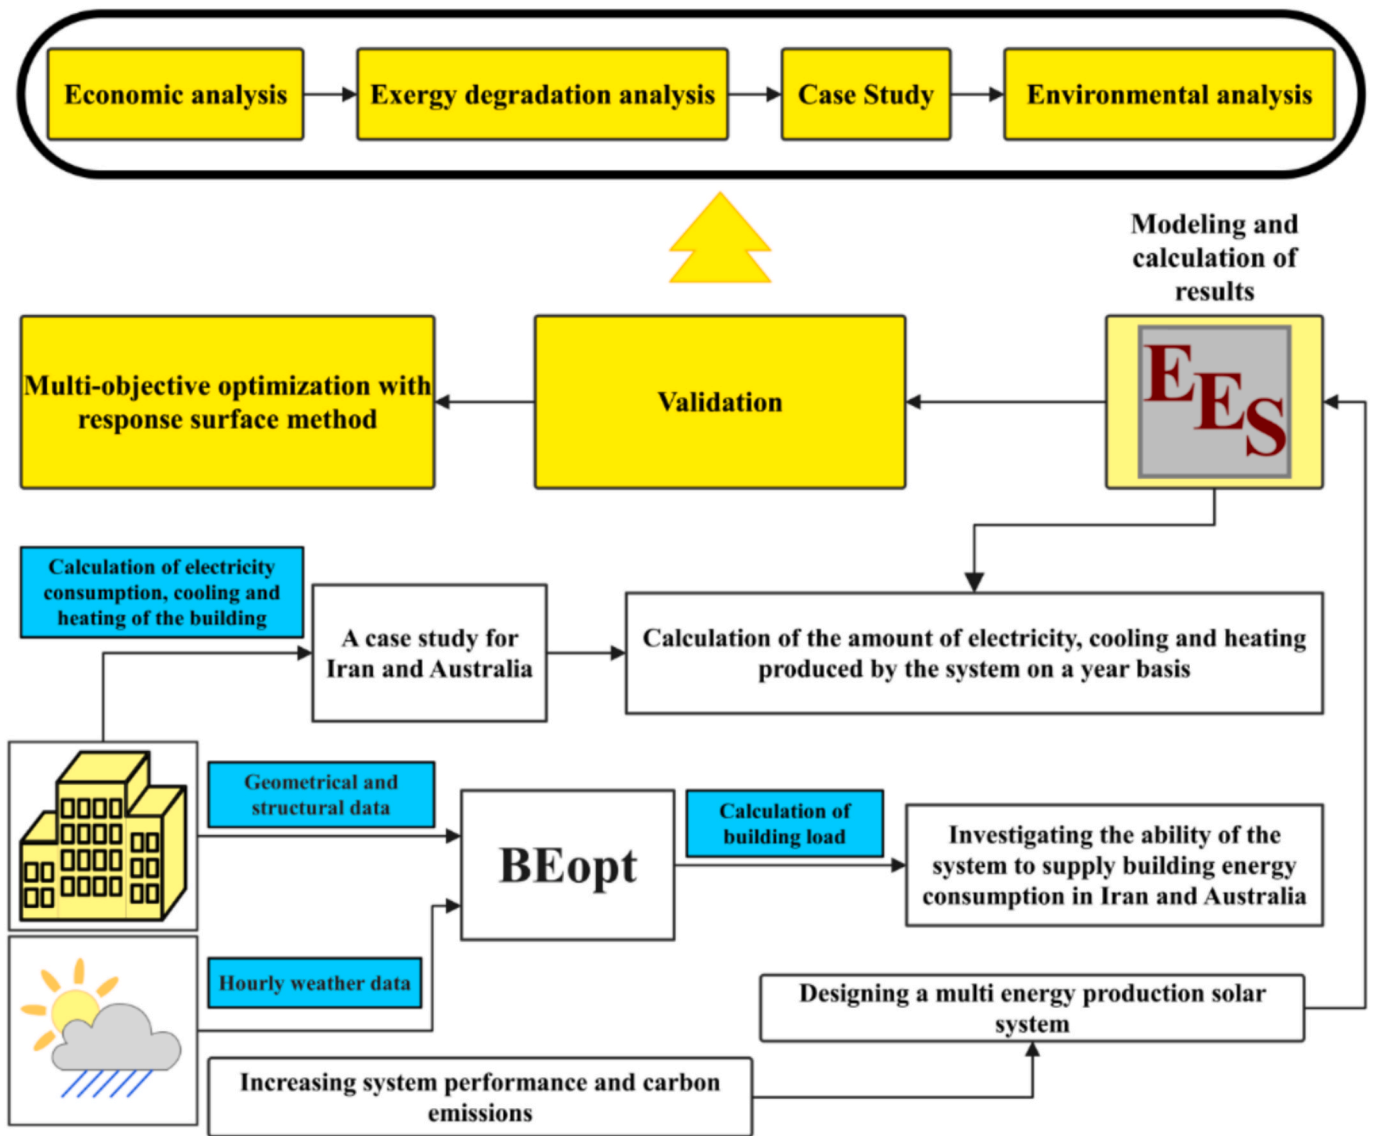 Economic analysis
Exergy degradation analysis
Case Study
Environmental analysis
Modeling and
calculation of
results
Multi-objective optimization with
response surface method
Validation
EES
Calculation of electricity
consumption, cooling and
heating of the building
A case study for
Iran and Australia
Calculation of the amount of electricity, cooling and heating
produced by the system on a year basis
Geometrical and
structural data
BEopt
Calculation of
building load
Investigating the ability of the
system to supply building energy
consumption in Iran and Australia
Hourly weather data
Designing a multi energy production solar
system
Increasing system performance and carbon
emissions